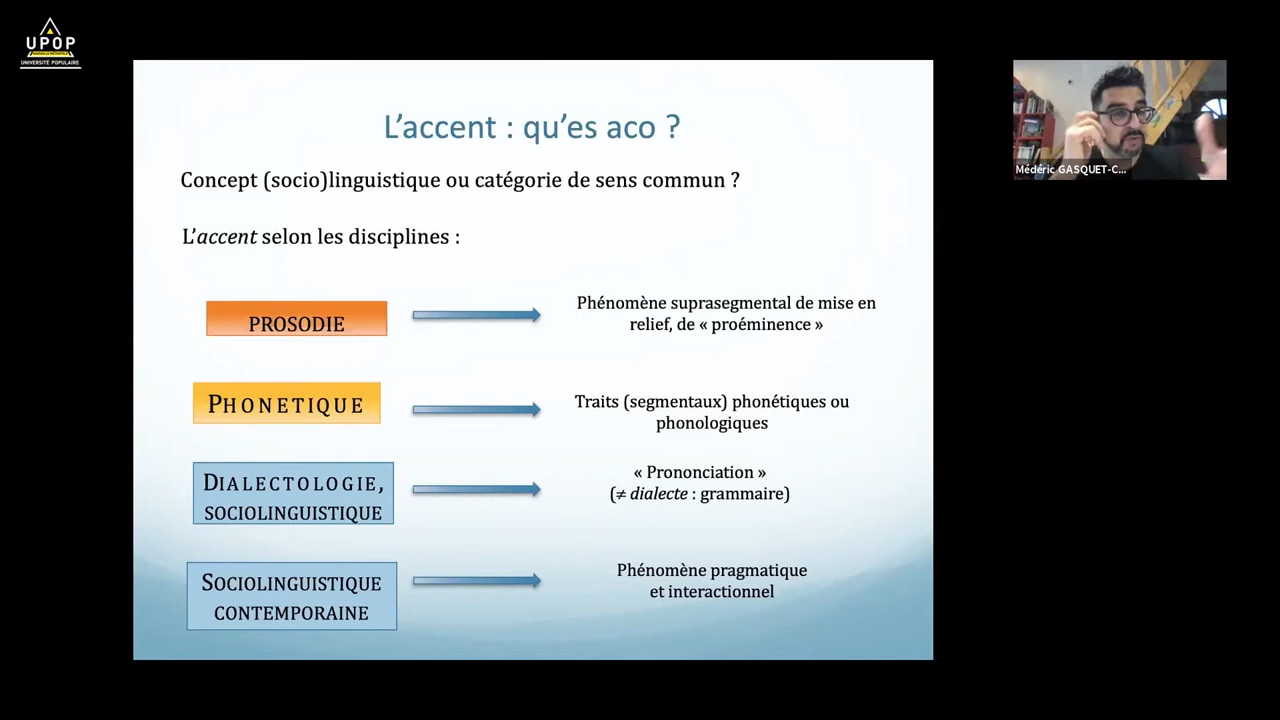 UPOP
UNIVERSITÉ POPULAIRE
L'accent : qu'es aco ?
Concept (socio)linguistique ou catégorie de sens commun ?
L'accent selon les disciplines :
PROSODIE
Phénomène suprasegmental de mise en
relief, de « proéminence »
PHONETIQUE
Traits (segmentaux) phonétiques ou
phonologiques
DIALECTOLOGIE,
SOCIOLINGUISTIQUE
« Prononciation »
(≠ dialecte : grammaire)
SOCIOLINGUISTIQUE
CONTEMPORAINE
Phénomène pragmatique
et interactionnel
Médéric GASQUET-C...